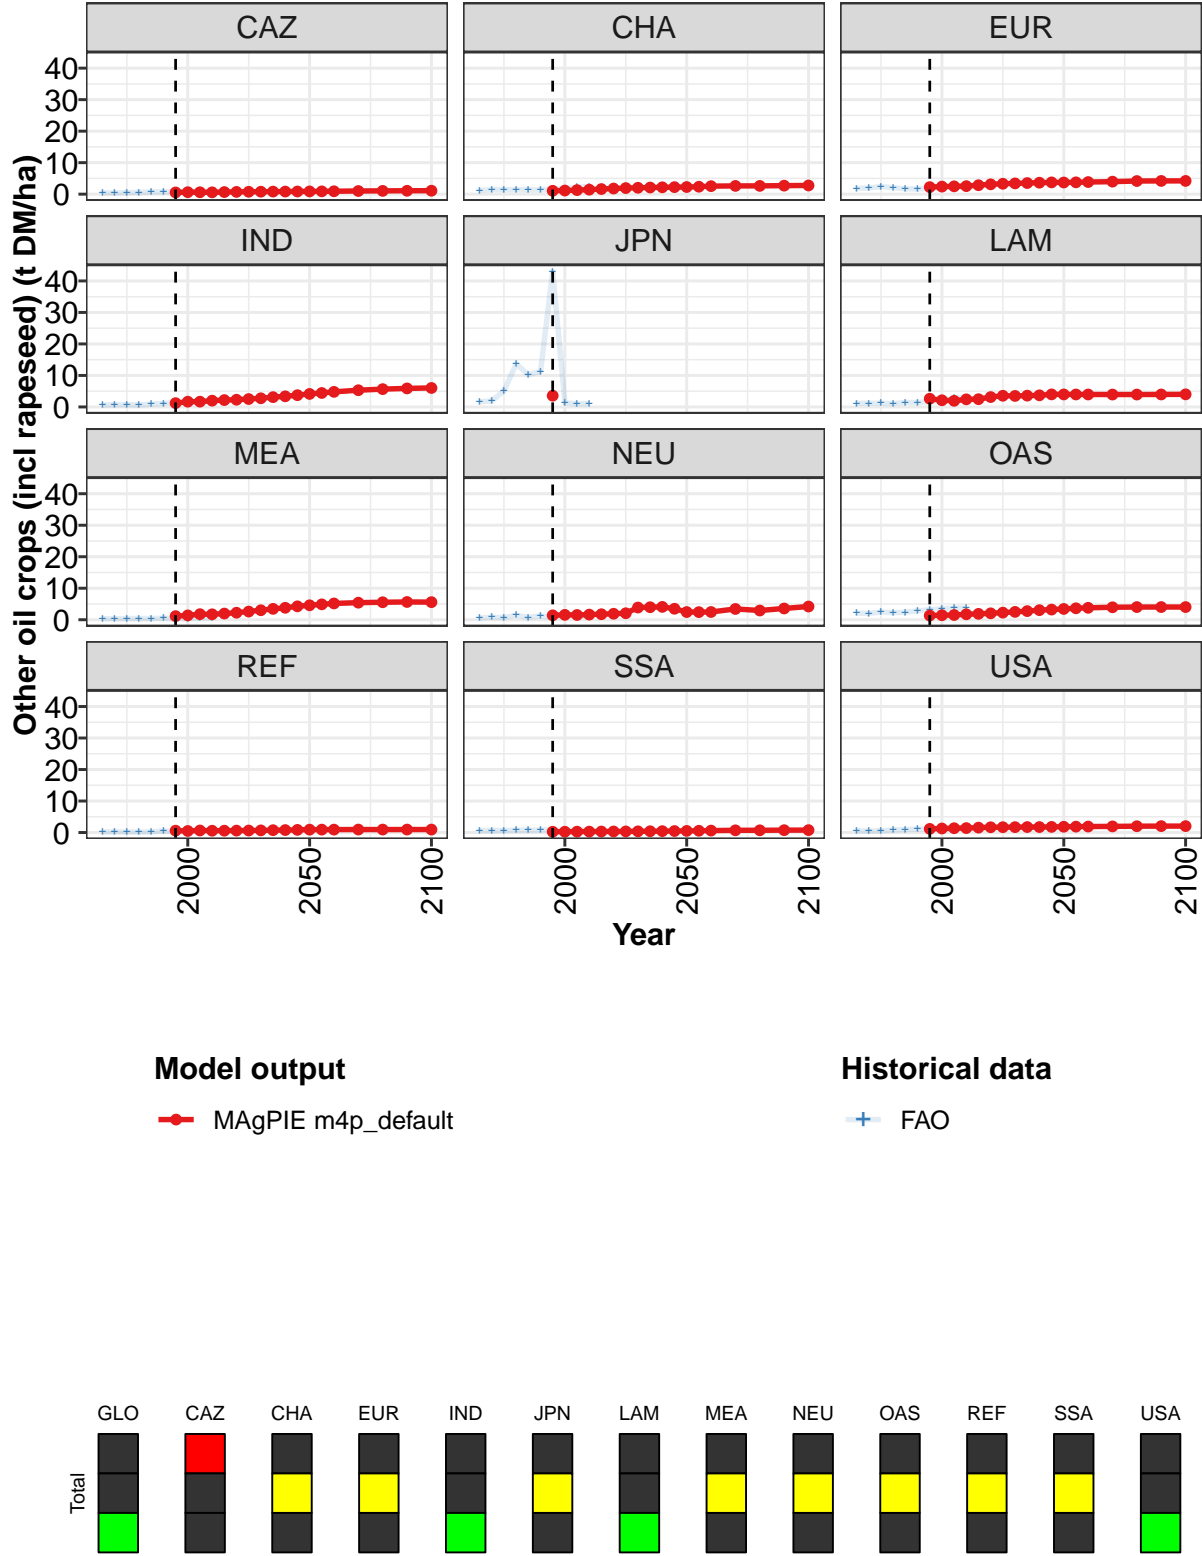 CAZ CHA EUR
40
30
20
10
0
IND JPN LAM
40
30
20
10
0
MEA NEU OAS
40
30
20
10
0
REF SSA USA
40
30
20
10
0
Other oil crops (incl rapeseed) (t DM/ha)
2000 2050 2100 2000 2050 2100 2000 2050 2100
Year
Model output Historical data
MAgPIE m4p_default FAO
GLO CAZ CHA EUR IND JPN LAM MEA NEU OAS REF SSA USA
Total